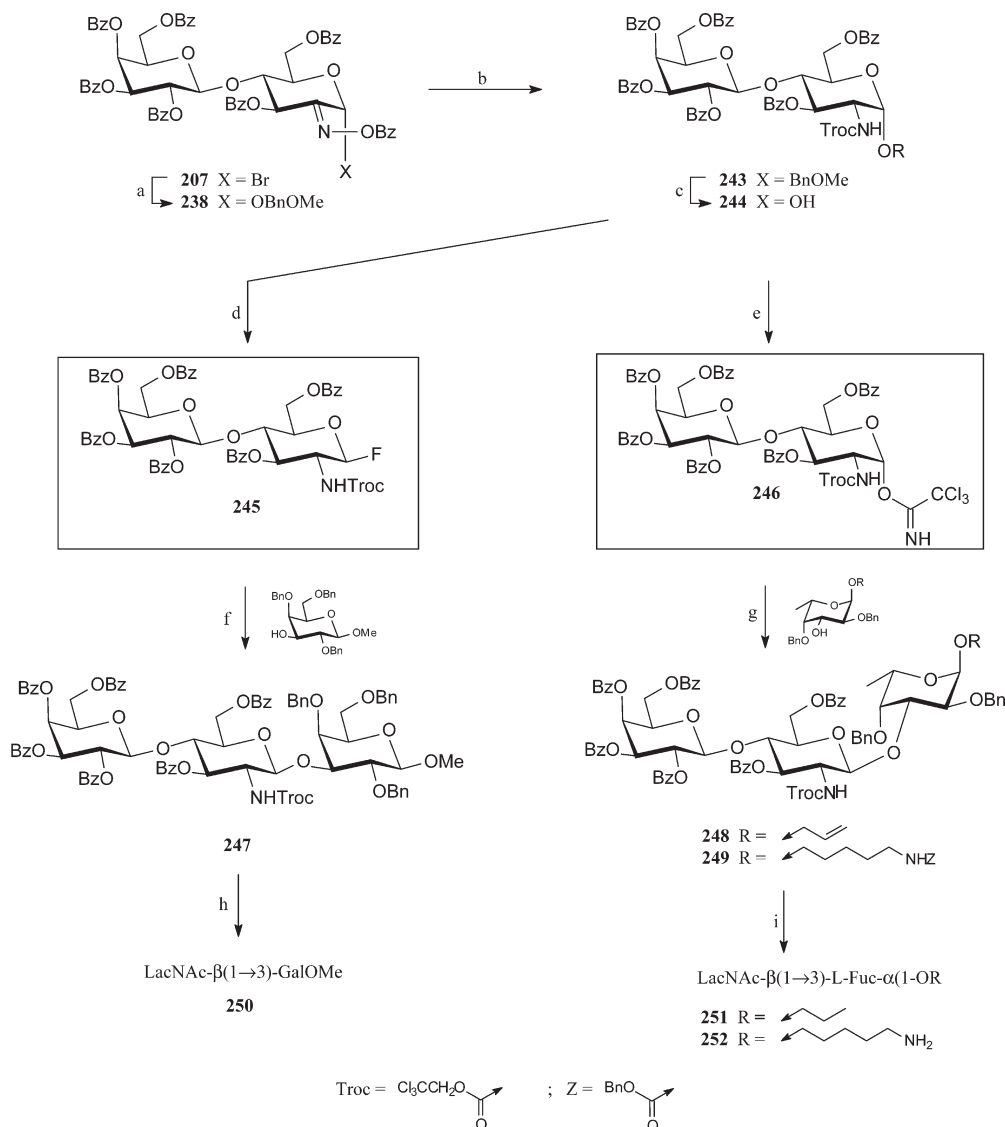 OBz
BzO
O
OBz
O
BzO
O
BzO
BzO
N
OBz
X
a
207 X = Br
238 X = OBnOMe
b
BzO
OBz
O
BzO
BzO
O
OBz
O
BzO
TrocNH
OR
c
243 X = BnOMe
244 X = OH
d
e
BzO
OBz
O
BzO
BzO
O
OBz
O
BzO
F
NHTroc
245
BzO
OBz
O
BzO
BzO
O
OBz
O
BzO
TrocNH
O
CCl3
NH
246
f
BnO
OBn
O
HO
OMe
OBn
g
OR
O
OBn
OH
BnO
BzO
OBz
O
BzO
BzO
O
OBz
O
BzO
NHTroc
O
BnO
OBn
O
OMe
OBn
247
BzO
OBz
O
BzO
BzO
O
OBz
O
BzO
TrocNH
O
OR
O
OBn
BnO
248 R =
249 R = NHZ
h
i
LacNAc-β(1→3)-GalOMe
250
LacNAc-β(1→3)-L-Fuc-α(1-OR
251 R =
252 R = NH2
Troc = Cl3CCH2O O ; Z = BnO O